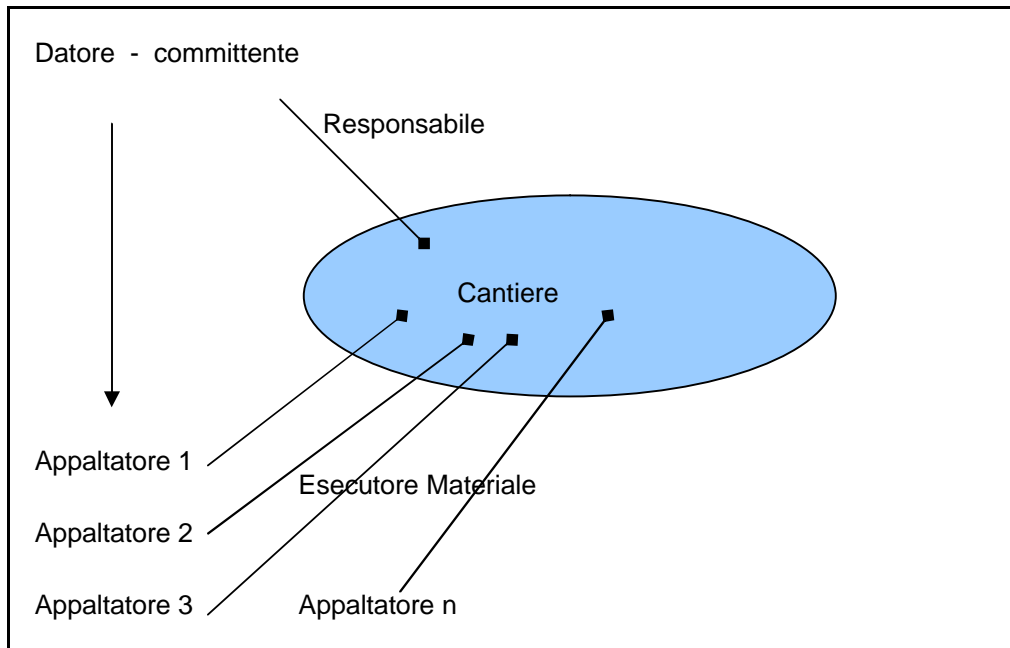 Datore - committente
Responsabile
Cantiere
Appaltatore 1
Esecutore Materiale
Appaltatore 2
Appaltatore 3
Appaltatore n